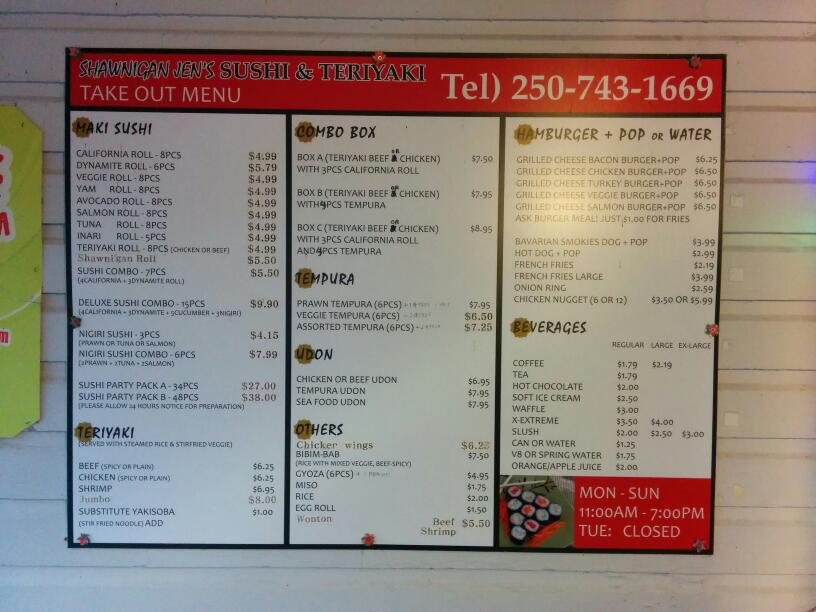 SHAWNIGAN JEN'S SUSHI & TERIYAKI
TAKE OUT MENU
Tel) 250-743-1669
MAKI SUSHI
CALIFORNIA ROLL - 8PCS $4.99
DYNAMITE ROLL - 6PCS $5.79
VEGGIE ROLL - 8PCS $4.99
YAM ROLL - 8PCS $4.99
AVOCADO ROLL - 8PCS $4.99
SALMON ROLL - 8PCS $4.99
TUNA ROLL - 8PCS $4.99
INARI ROLL - 5PCS $4.99
TERIYAKI ROLL - 8PCS (CHICKEN OR BEEF) $4.99
Shawni'gan Roll $5.50
SUSHI COMBO - 7PCS $5.50
(4CALIFORNIA + 3DYNAMITE ROLL)
DELUXE SUSHI COMBO - 15PCS $9.90
(4CALIFORNIA + 3DYNAMITE + 5CUCUMBER + 3NIGIRI)
NIGIRI SUSHI - 3PCS $4.15
(PRAWN OR TUNA OR SALMON)
NIGIRI SUSHI COMBO - 6PCS $7.99
(2PRAWN + 2TUNA + 2SALMON)
SUSHI PARTY PACK A - 34PCS $27.00
SUSHI PARTY PACK B - 48PCS $38.00
(PLEASE ALLOW 24 HOURS NOTICE FOR PREPARATION)
TERIYAKI
(SERVED WITH STEAMED RICE & STIRFRIED VEGGIE)
BEEF (SPICY OR PLAIN) $6.25
CHICKEN (SPICY OR PLAIN) $6.25
SHRIMP $6.95
Jumbo $8.00
SUBSTITUTE YAKISOBA $1.00
(STIR FRIED NOODLE) ADD
COMBO BOX
BOX A (TERIYAKI BEEF OR CHICKEN) $7.50
WITH 3PCS CALIFORNIA ROLL
BOX B (TERIYAKI BEEF OR CHICKEN) $7.95
WITH 4PCS TEMPURA
BOX C (TERIYAKI BEEF OR CHICKEN) $8.95
WITH 3PCS CALIFORNIA ROLL
AND 4PCS TEMPURA
TEMPURA
PRAWN TEMPURA (6PCS) $7.95
VEGGIE TEMPURA (6PCS) $6.50
ASSORTED TEMPURA (6PCS) $7.25
UDON
CHICKEN OR BEEF UDON $6.95
TEMPURA UDON $7.95
SEA FOOD UDON $7.95
OTHERS
Chicker wings
BIBIM-BAB $7.50
(RICE WITH MIXED VEGGIE, BEEF-SPICY)
GYOZA (6PCS) $4.95
MISO $1.75
RICE $2.00
EGG ROLL $1.50
Wonton Beef $5.50
Shrimp
HAMBURGER + POP OR WATER
GRILLED CHEESE BACON BURGER+POP $6.25
GRILLED CHEESE CHICKEN BURGER+POP $6.50
GRILLED CHEESE TURKEY BURGER+POP $6.50
GRILLED CHEESE VEGGIE BURGER+POP $6.50
GRILLED CHEESE SALMON BURGER+POP $6.50
ASK BURGER MEAL! JUST $1.00 FOR FRIES
BAVARIAN SMOKIES DOG + POP $3.99
HOT DOG + POP $2.99
FRENCH FRIES $2.19
FRENCH FRIES LARGE $3.99
ONION RING $2.59
CHICKEN NUGGET (6 OR 12) $3.50 OR $5.99
BEVERAGES
REGULAR LARGE EX-LARGE
COFFEE $1.79 $2.19
TEA $1.79
HOT CHOCOLATE $2.00
SOFT ICE CREAM $2.50
WAFFLE $3.00
X-EXTREME $3.50 $4.00
SLUSH $2.00 $2.50 $3.00
CAN OR WATER $1.25
V8 OR SPRING WATER $1.75
ORANGE/APPLE JUICE $2.00
MON - SUN
11:00AM - 7:00PM
TUE: CLOSED